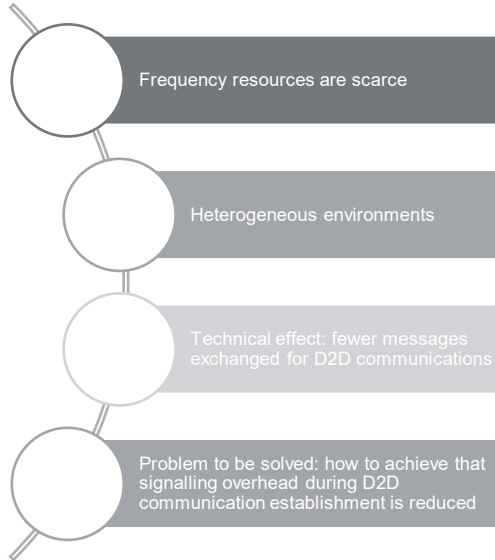 Frequency resources are scarce
Heterogeneous environments
Technical effect: fewer messages
exchanged for D2D communications
Problem to be solved: how to achieve that
signalling overhead during D2D
communication establishment is reduced